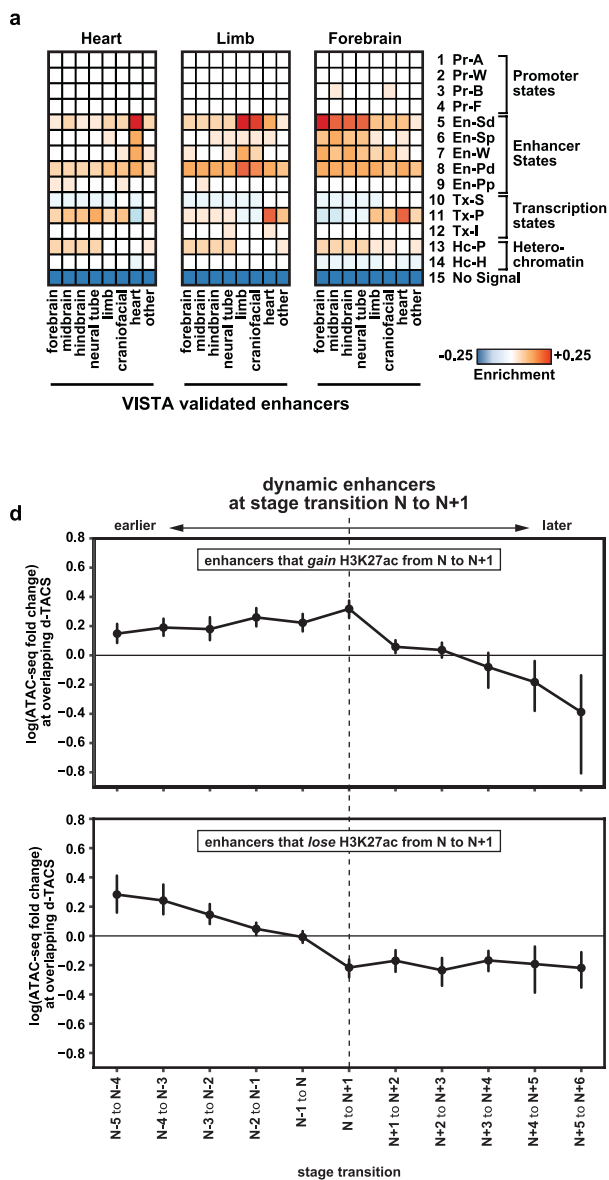 a
Heart Limb Forebrain
1 Pr-A
2 Pr-W
3 Pr-B
4 Pr-F
Promoter
states
5 En-Sd
6 En-Sp
7 En-W
8 En-Pd
9 En-Pp
Enhancer
States
10 Tx-S
11 Tx-P
12 Tx-I
Transcription
states
13 Hc-P
14 Hc-H
Hetero-
chromatin
15 No Signal
forebrain
midbrain
hindbrain
neural tube
limb
craniofacial
heart
other
forebrain
midbrain
hindbrain
neural tube
limb
craniofacial
heart
other
forebrain
midbrain
hindbrain
neural tube
limb
craniofacial
heart
other
-0.25 +0.25
Enrichment
VISTA validated enhancers
d
dynamic enhancers
at stage transition N to N+1
earlier later
enhancers that gain H3K27ac from N to N+1
log(ATAC-seq fold change)
at overlapping d-TACS
0.8
0.6
0.4
0.2
0.0
−0.2
−0.4
−0.6
−0.8
enhancers that lose H3K27ac from N to N+1
log(ATAC-seq fold change)
at overlapping d-TACS
0.8
0.6
0.4
0.2
0.0
−0.2
−0.4
−0.6
−0.8
N-5 to N-4
N-4 to N-3
N-3 to N-2
N-2 to N-1
N-1 to N
N to N+1
N+1 to N+2
N+2 to N+3
N+3 to N+4
N+4 to N+5
N+5 to N+6
stage transition